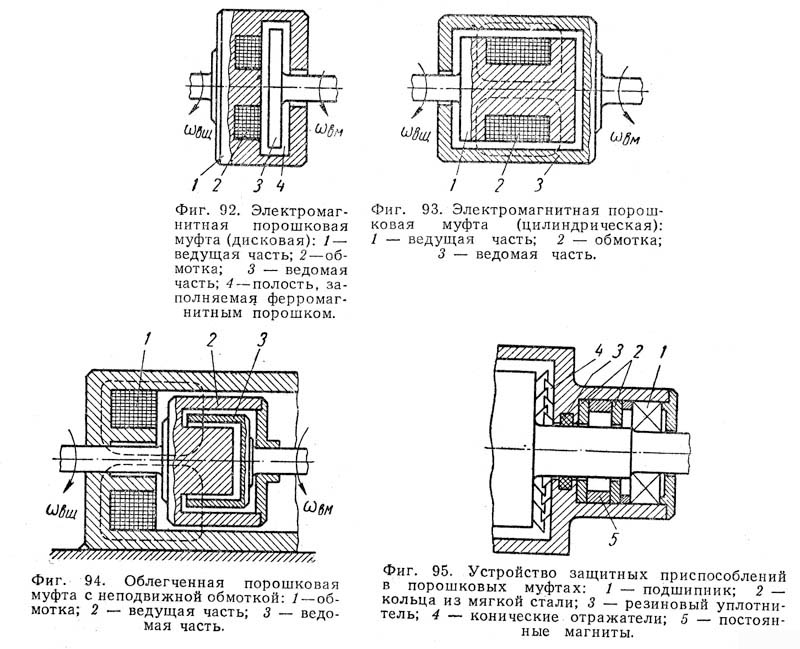 ωвщ
ωвм
1 2 3 4
Фиг. 92. Электромаг-
нитная порошковая
муфта (дисковая): 1—
ведущая часть; 2—об-
мотка; 3 — ведомая
часть; 4—полость, за-
полняемая ферромаг-
нитным порошком.
ωвщ
ωвм
1 2 3
Фиг. 93. Электромагнитная порош-
ковая муфта (цилиндрическая):
1 — ведущая часть; 2 — обмотка;
3 — ведомая часть.
1 2 3
ωвщ
ωвм
Фиг. 94. Облегченная порошковая
муфта с неподвижной обмоткой: 1—об-
мотка; 2 — ведущая часть; 3 — ведо-
мая часть.
4 3 2 1
5
Фиг. 95. Устройство защитных приспособлений
в порошковых муфтах: 1 — подшипник; 2 —
кольца из мягкой стали; 3 — резиновый уплотни-
тель; 4 — конические отражатели; 5 — постоян-
ные магниты.